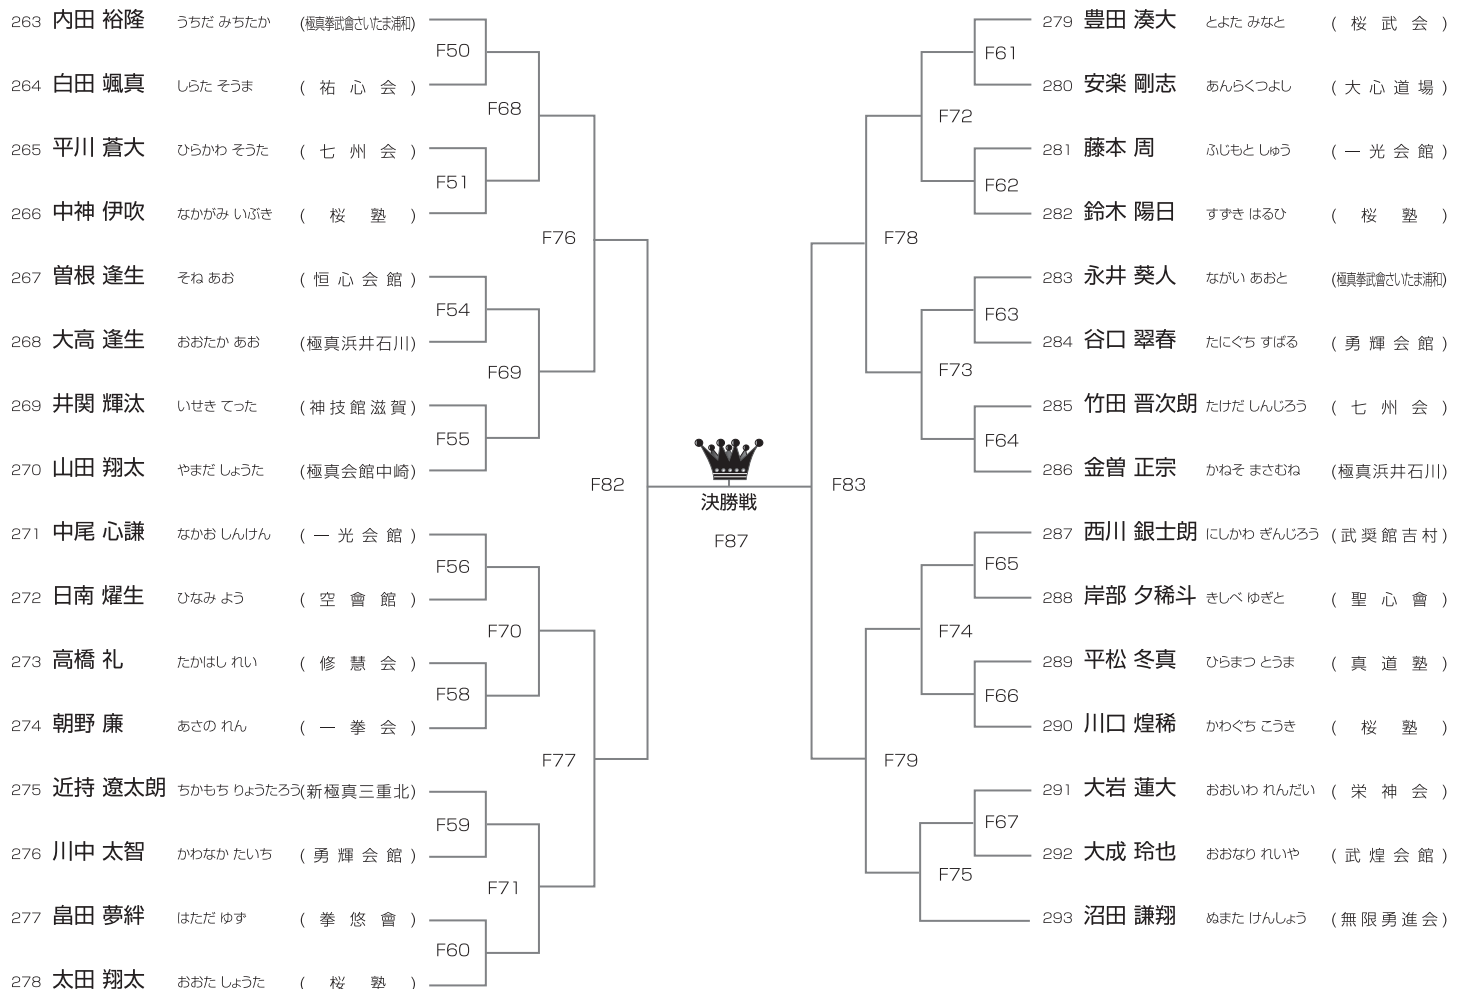 263 内田 裕隆 うちだ みちたか (極真拳武會さいたま浦和)
F50
264 白田 颯真 しらた そうま ( 祐 心 会 )
F68
265 平川 蒼大 ひらかわ そうた ( 七 州 会 )
F51
266 中神 伊吹 なかがみ いぶき ( 桜 塾 )
F76
267 曽根 逢生 そね あお ( 恒 心 会 館 )
F54
268 大高 逢生 おおたか あお (極真浜井石川)
F69
269 井関 輝汰 いせき てった (神技館滋賀)
F55
270 山田 翔太 やまだ しょうた (極真会館中崎)
F82
271 中尾 心謙 なかお しんけん ( 一 光 会 館 )
F56
272 日南 燿生 ひなみ よう ( 空 會 館 )
F70
273 高橋 礼 たかはし れい ( 修 慧 会 )
F58
274 朝野 廉 あさの れん ( 一 拳 会 )
F77
275 近持 遼太朗 ちかもち りょうたろう(新極真三重北)
F59
276 川中 太智 かわなか たいち ( 勇 輝 会 館 )
F71
277 畠田 夢絆 はただ ゆず ( 拳 悠 會 )
F60
278 太田 翔太 おおた しょうた ( 桜 塾 )
決勝戦
F87
279 豊田 湊大 とよた みなと ( 桜 武 会 )
F61
280 安楽 剛志 あんらくつよし ( 大 心 道 場 )
F72
281 藤本 周 ふじもと しゅう ( 一 光 会 館 )
F62
282 鈴木 陽日 すずき はるひ ( 桜 塾 )
F78
283 永井 葵人 ながい あおと (極真拳武會さいたま浦和)
F63
284 谷口 翠春 たにぐち すばる ( 勇 輝 会 館 )
F73
285 竹田 晋次朗 たけだ しんじろう ( 七 州 会 )
F64
286 金曽 正宗 かねそ まさむね (極真浜井石川)
F83
287 西川 銀士朗 にしかわ ぎんじろう (武奨館吉村)
F65
288 岸部 夕稀斗 きしべ ゆぎと ( 聖 心 會 )
F74
289 平松 冬真 ひらまつ とうま ( 真 道 塾 )
F66
290 川口 煌稀 かわぐち こうき ( 桜 塾 )
F79
291 大岩 蓮大 おおいわ れんだい ( 栄 神 会 )
F67
292 大成 玲也 おおなり れいや ( 武 煌 会 館 )
F75
293 沼田 謙翔 ぬまた けんしょう (無限勇進会)